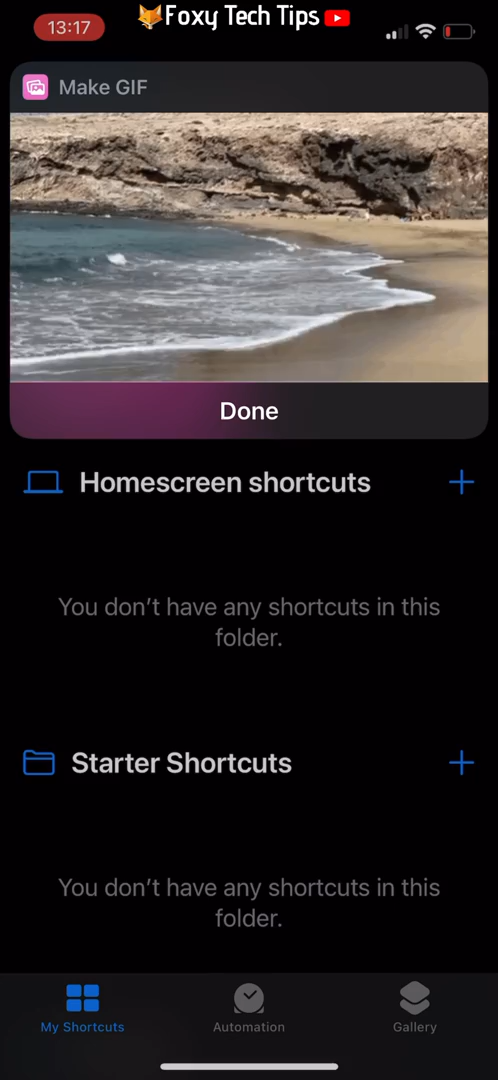 13:17
Foxy Tech Tips
Make GIF
Done
Homescreen shortcuts
You don’t have any shortcuts in this
folder.
Starter Shortcuts
You don’t have any shortcuts in this
folder.
My Shortcuts
Automation
Gallery